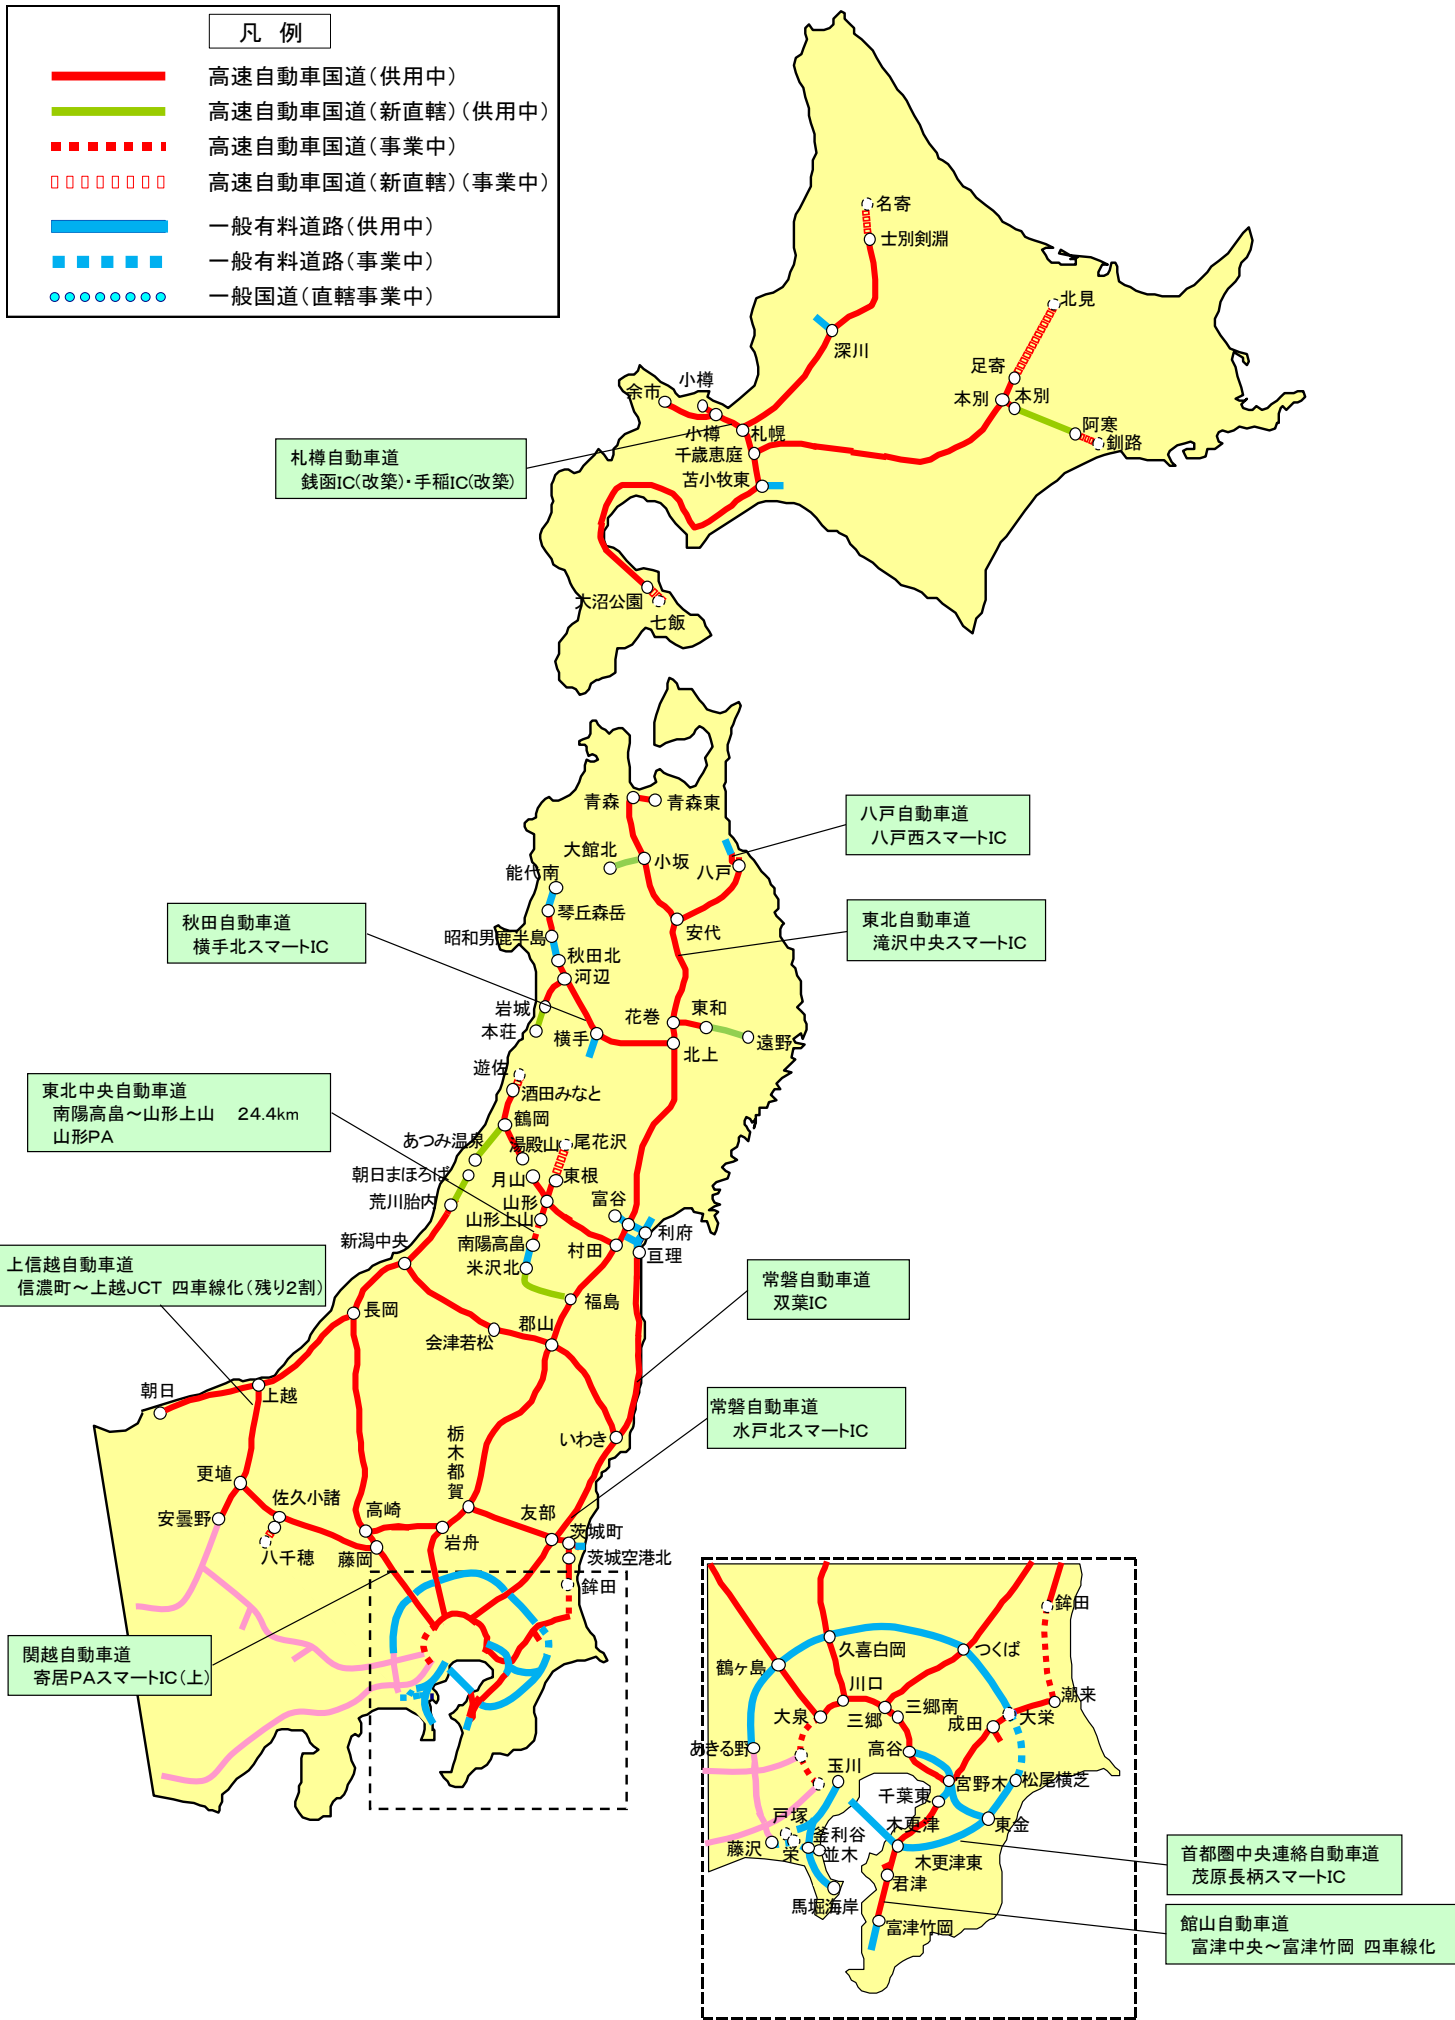 凡 例
高速自動車国道(供用中)
高速自動車国道(新直轄)(供用中)
高速自動車国道(事業中)
高速自動車国道(新直轄)(事業中)
一般有料道路(供用中)
一般有料道路(事業中)
一般国道(直轄事業中)
名寄
士別剣淵
北見
深川
足寄
小樽
余市
本別
本別
阿寒
釧路
小樽
札幌
千歳恵庭
苫小牧東
札樽自動車道
銭函IC(改築)・手稲IC(改築)
大沼公園
七飯
青森
青森東
八戸自動車道
八戸西スマートIC
大館北
小坂
八戸
能代南
琴丘森岳
安代
秋田自動車道
横手北スマートIC
東北自動車道
滝沢中央スマートIC
昭和男鹿半島
秋田北
河辺
岩城
本荘
花巻
東和
横手
遠野
北上
遊佐
酒田みなと
東北中央自動車道
南陽高畠～山形上山 24.4km
山形PA
鶴岡
あつみ温泉
湯殿山
尾花沢
朝日まほろば
月山
東根
荒川胎内
山形
富谷
山形上山
利府
新潟中央
南陽高畠
村田
亘理
上信越自動車道
信濃町～上越JCT 四車線化(残り2割)
米沢北
常磐自動車道
双葉IC
長岡
福島
郡山
会津若松
朝日
上越
常磐自動車道
水戸北スマートIC
栃木都賀
いわき
更埴
佐久小諸
安曇野
高崎
友部
八千穂
藤岡
岩舟
茨城町
茨城空港北
鉾田
関越自動車道
寄居PAスマートIC(上)
鉾田
久喜白岡
つくば
鶴ヶ島
川口
潮来
大泉
三郷
三郷南
成田
大栄
あきる野
高谷
玉川
宮野木
松尾横芝
千葉東
戸塚
釜利谷
木更津
東金
藤沢
栄
並木
木更津東
首都圏中央連絡自動車道
茂原長柄スマートIC
君津
馬堀海岸
富津竹岡
館山自動車道
富津中央～富津竹岡 四車線化